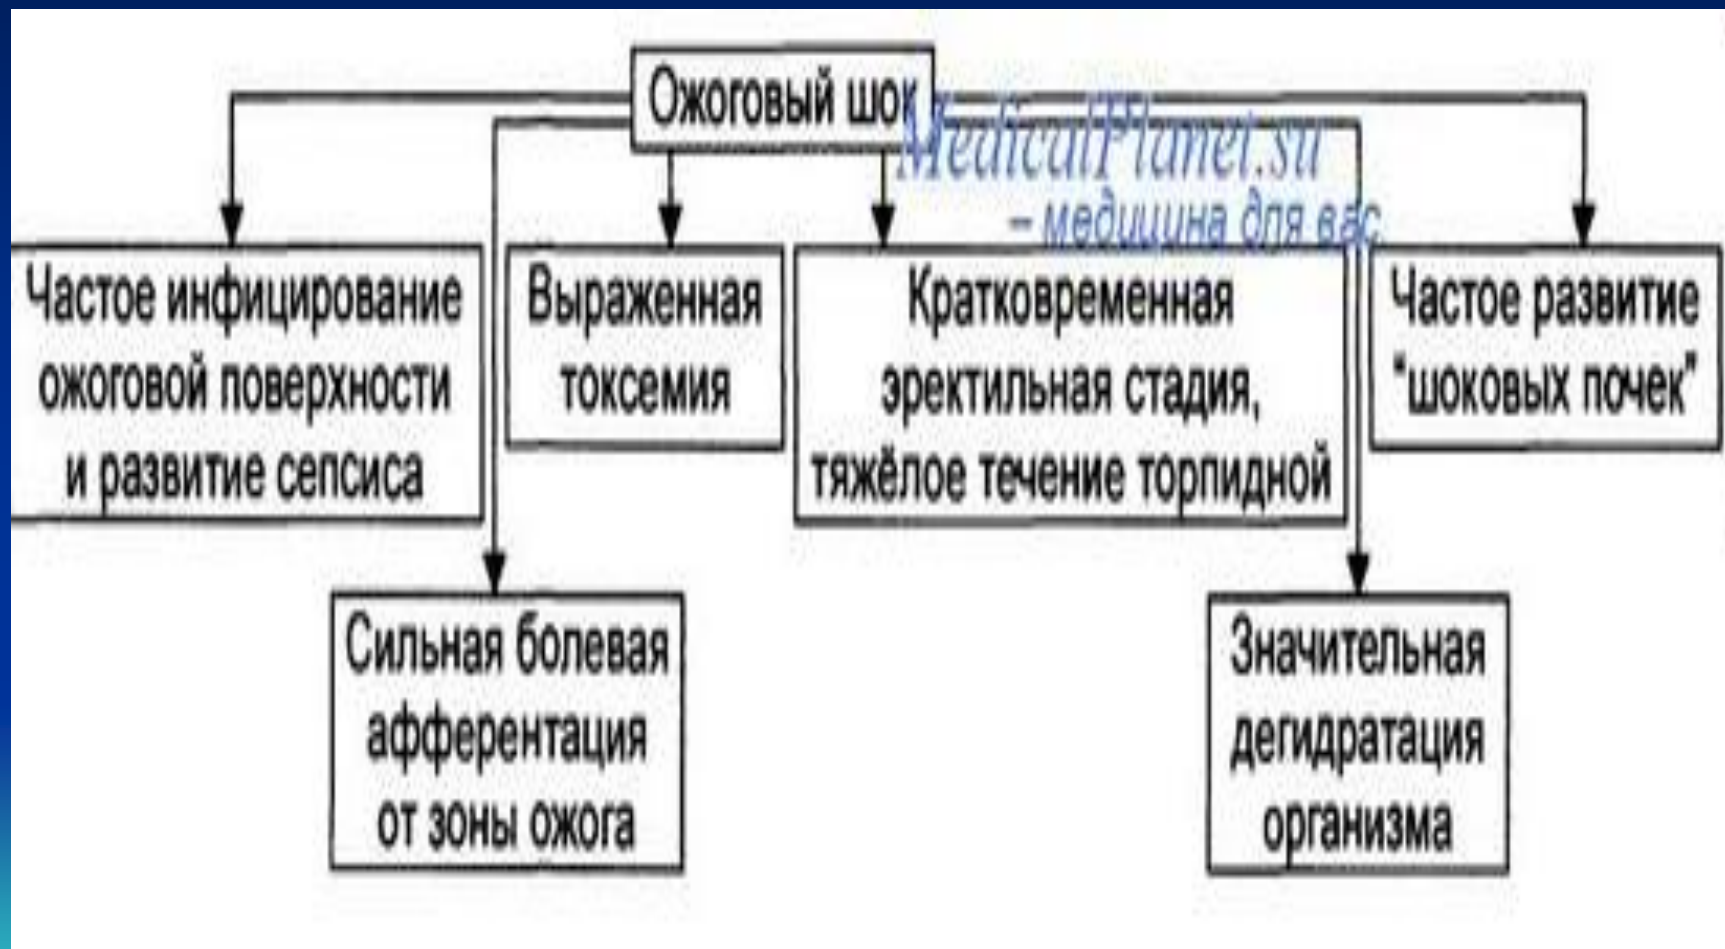 Ожоговый шок
MedicalPlanet.su
– медицина для вас
Частое инфицирование
ожоговой поверхности
и развитие сепсиса
Выраженная
токсемия
Кратковременная
эректильная стадия,
тяжёлое течение торпидной
Частое развитие
“шоковых почек”
Сильная болевая
афферентация
от зоны ожога
Значительная
дегидратация
организма